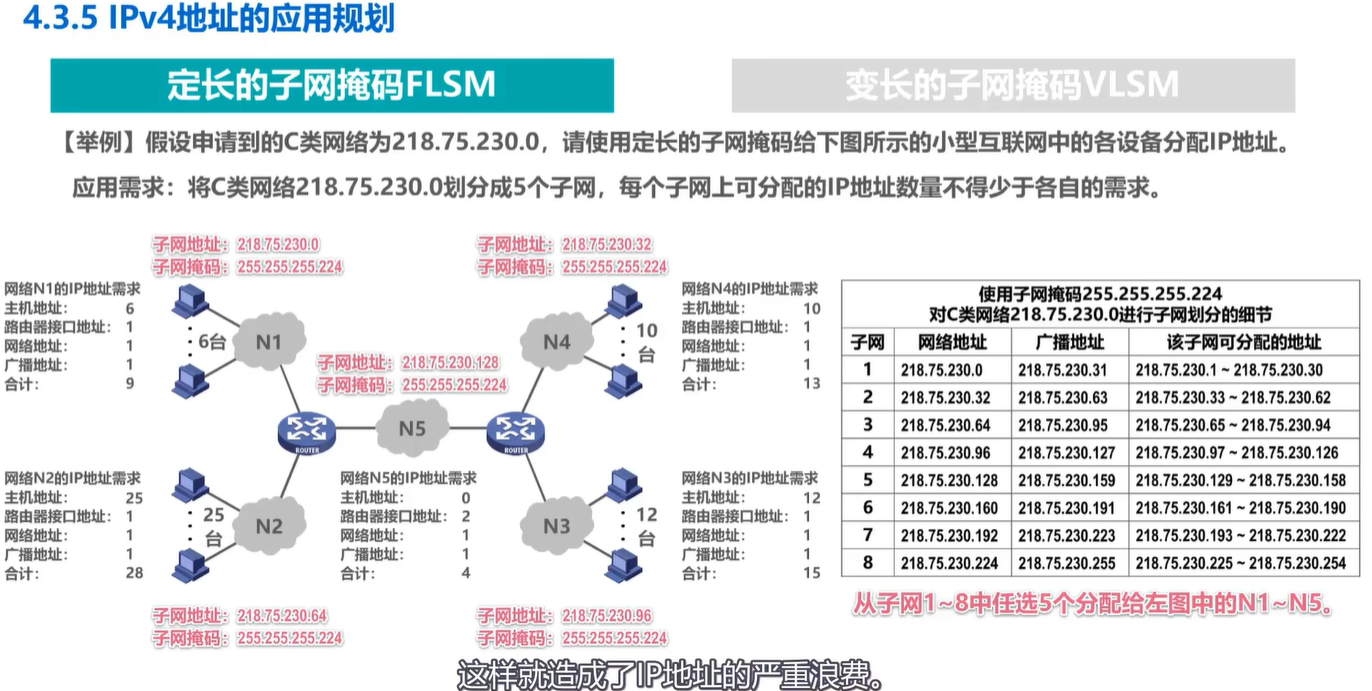 4.3.5 IPv4地址的应用规划
定长的子网掩码FLSM
变长的子网掩码VLSM
【举例】假设申请到的C类网络为218.75.230.0，请使用定长的子网掩码给下图所示的小型互联网中的各设备分配IP地址。
应用需求：将C类网络218.75.230.0划分成5个子网，每个子网上可分配的IP地址数量不得少于各自的需求。
子网地址：218.75.230.0
子网掩码：255.255.255.224
子网地址：218.75.230.32
子网掩码：255.255.255.224
网络N1的IP地址需求
主机地址： 6
路由器接口地址： 1
网络地址： 1
广播地址： 1
合计： 9
6台
N1
子网地址：218.75.230.128
子网掩码：255.255.255.224
N4
10
台
网络N4的IP地址需求
主机地址： 10
路由器接口地址： 1
网络地址： 1
广播地址： 1
合计： 13
ROUTER
N5
ROUTER
网络N2的IP地址需求
主机地址： 25
路由器接口地址： 1
网络地址： 1
广播地址： 1
合计： 28
25
台
N2
网络N5的IP地址需求
主机地址： 0
路由器接口地址： 2
网络地址： 1
广播地址： 1
合计： 4
N3
12
台
网络N3的IP地址需求
主机地址： 12
路由器接口地址： 1
网络地址： 1
广播地址： 1
合计： 15
子网地址：218.75.230.64
子网掩码：255.255.255.224
子网地址：218.75.230.96
子网掩码：255.255.255.224
使用子网掩码255.255.255.224
对C类网络218.75.230.0进行子网划分的细节
子网 网络地址 广播地址 该子网可分配的地址
1 218.75.230.0 218.75.230.31 218.75.230.1 ~ 218.75.230.30
2 218.75.230.32 218.75.230.63 218.75.230.33 ~ 218.75.230.62
3 218.75.230.64 218.75.230.95 218.75.230.65 ~ 218.75.230.94
4 218.75.230.96 218.75.230.127 218.75.230.97 ~ 218.75.230.126
5 218.75.230.128 218.75.230.159 218.75.230.129 ~ 218.75.230.158
6 218.75.230.160 218.75.230.191 218.75.230.161 ~ 218.75.230.190
7 218.75.230.192 218.75.230.223 218.75.230.193 ~ 218.75.230.222
8 218.75.230.224 218.75.230.255 218.75.230.225 ~ 218.75.230.254
从子网1~8中任选5个分配给左图中的N1~N5。
这样就造成了IP地址的严重浪费。